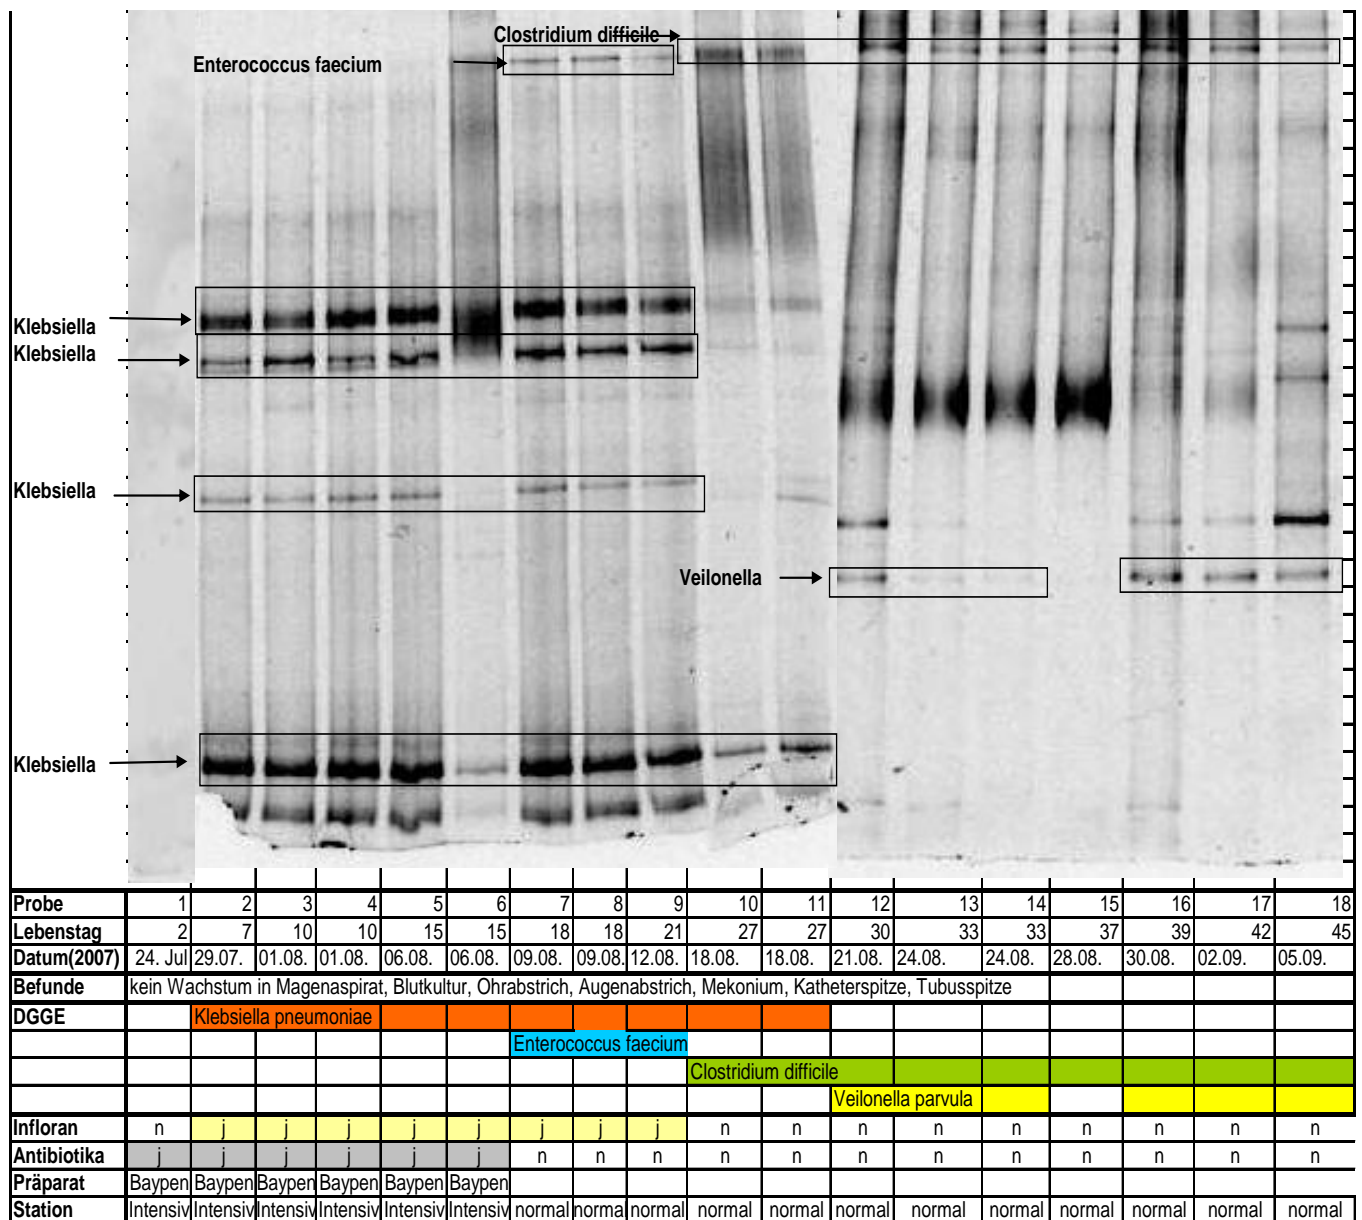 Clostridium difficile
Enterococcus faecium
Klebsiella
Klebsiella
Klebsiella
Veilonella
Klebsiella
Probe 1 2 3 4 5 6 7 8 9 10 11 12 13 14 15 16 17 18
Lebenstag 2 7 10 10 15 15 18 18 21 27 27 30 33 33 37 39 42 45
Datum(2007) 24. Jul 29.07. 01.08. 01.08. 06.08. 06.08. 09.08. 09.08. 12.08. 18.08. 18.08. 21.08. 24.08. 24.08. 28.08. 30.08. 02.09. 05.09.
Befunde kein Wachstum in Magenaspirat, Blutkultur, Ohrabstrich, Augenabstrich, Mekonium, Katheterspitze, Tubusspitze
DGGE Klebsiella pneumoniae
Enterococcus faecium
Clostridium difficile
Veilonella parvula
Infloran n j j j j j j j j n n n n n n n n n
Antibiotika j j j j j j n n n n n n n n n n n n
Präparat Baypen Baypen Baypen Baypen Baypen Baypen
Station Intensiv Intensiv Intensiv Intensiv Intensiv Intensiv normal normal normal normal normal normal normal normal normal normal normal normal